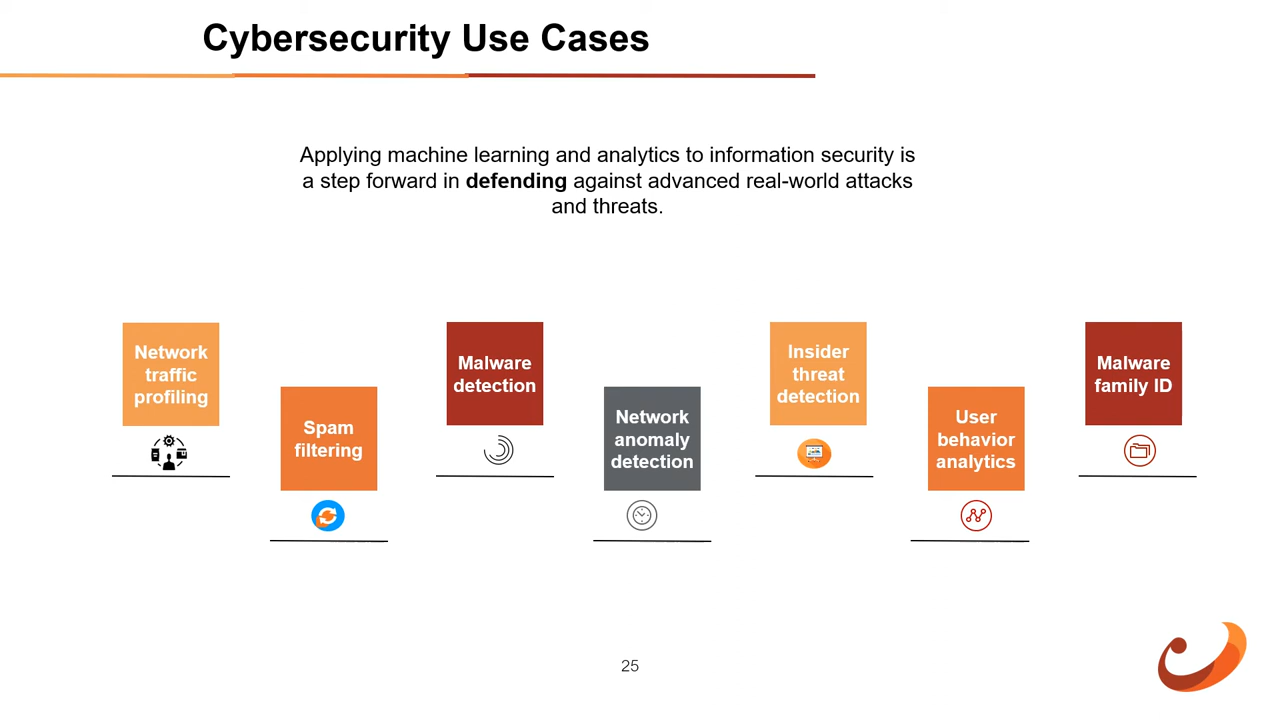 Cybersecurity Use Cases
Applying machine learning and analytics to information security is
a step forward in defending against advanced real-world attacks
and threats.
Network
traffic
profiling
Spam
filtering
Malware
detection
Network
anomaly
detection
Insider
threat
detection
User
behavior
analytics
Malware
family ID
25